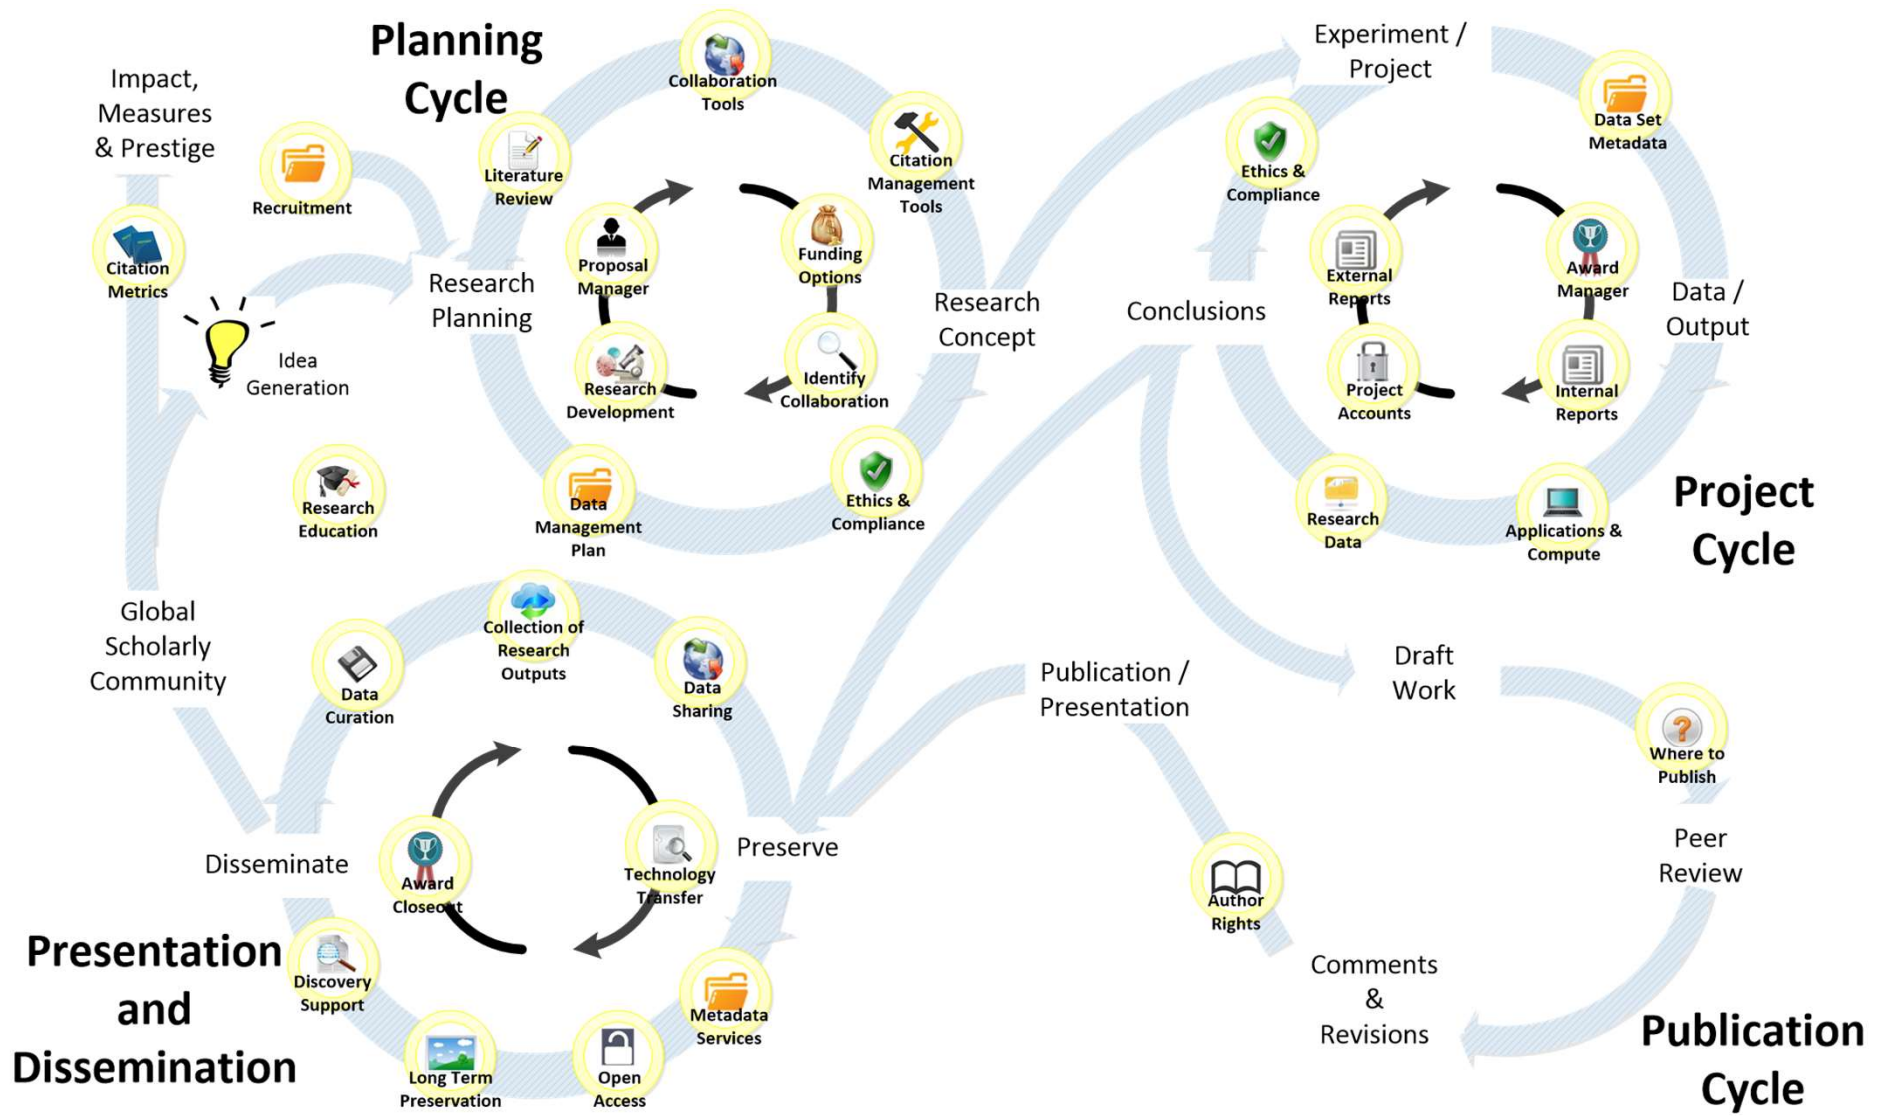 Planning
Cycle
Impact,
Measures
& Prestige
Recruitment
Citation
Metrics
Idea
Generation
Research
Education
Global
Scholarly
Community
Collaboration
Tools
Literature
Review
Citation
Management
Tools
Proposal
Manager
Funding
Options
Research
Planning
Research
Concept
Research
Development
Identify
Collaboration
Data
Management
Plan
Ethics &
Compliance
Experiment /
Project
Data Set
Metadata
Ethics &
Compliance
External
Reports
Award
Manager
Conclusions
Data /
Output
Project
Accounts
Internal
Reports
Research
Data
Applications &
Compute
Project
Cycle
Collection of
Research
Outputs
Data
Curation
Data
Sharing
Disseminate
Award
Closeout
Technology
Transfer
Preserve
Discovery
Support
Metadata
Services
Long Term
Preservation
Open
Access
Presentation
and
Dissemination
Publication /
Presentation
Draft
Work
Where to
Publish
Peer
Review
Author
Rights
Comments
&
Revisions
Publication
Cycle